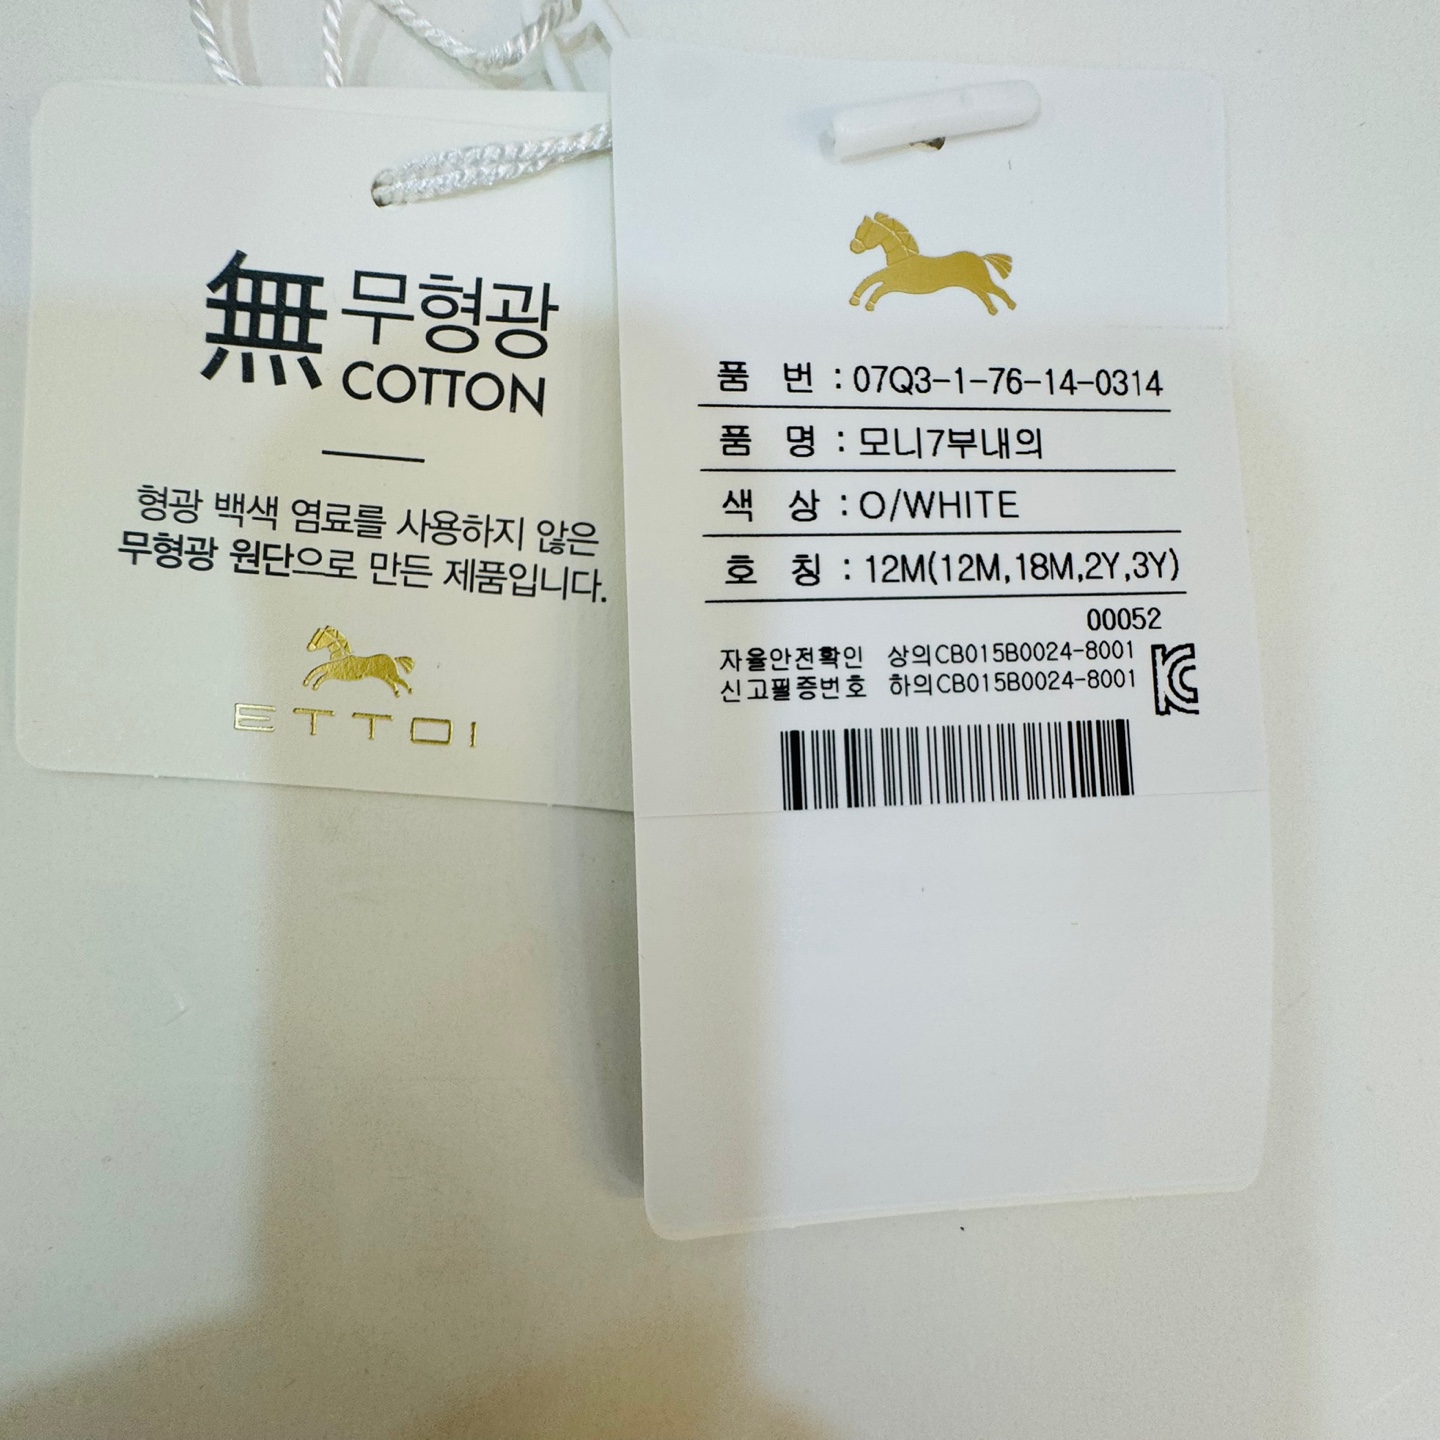 無 무형광
COTTON
형광 백색 염료를 사용하지 않은
무형광 원단으로 만든 제품입니다.
ETTOI
품 번 : 07Q3-1-76-14-0314
품 명 : 모니7부내의
색 상 : O/WHITE
호 칭 : 12M(12M,18M,2Y,3Y)
00052
자율안전확인 상의CB015B0024-8001
신고필증번호 하의CB015B0024-8001